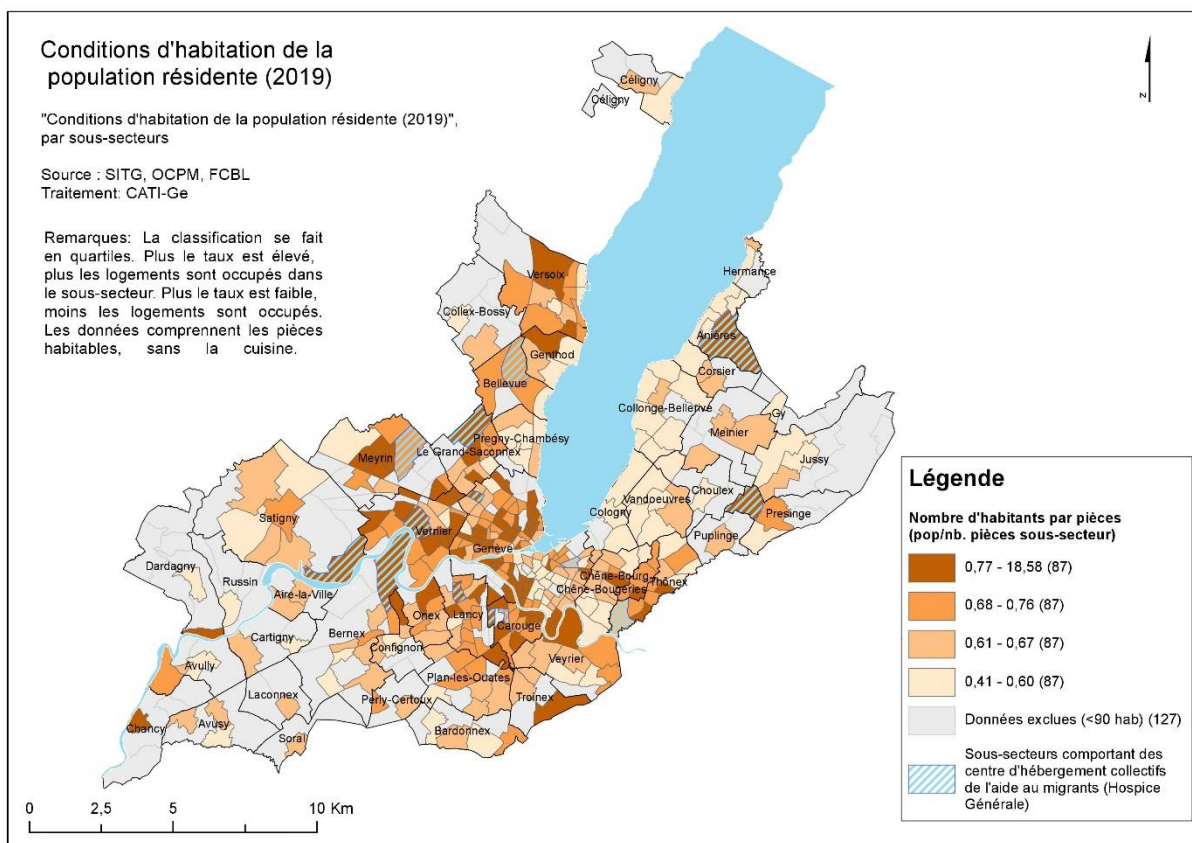 Conditions d'habitation de la
population résidente (2019)
"Conditions d'habitation de la population résidente (2019)",
par sous-secteurs
Source : SITG, OCPM, FCBL
Traitement: CATI-Ge
Remarques: La classification se fait
en quartiles. Plus le taux est élevé,
plus les logements sont occupés dans
le sous-secteur. Plus le taux est faible,
moins les logements sont occupés.
Les données comprennent les pièces
habitables, sans la cuisine.
z
Céligny
Céligny
Hermance
Versoix
Collex-Bossy
Anières
Genthod
Corsier
Bellevue
Collonge-Bellerive
Gy
Meinier
Pregny-Chambésy
Le Grand-Saconnex
Meyrin
Jussy
Choulex
Vandoeuvres
Cologny
Presinge
Satigny
Vernier
Puplinge
Genève
Chêne-Bourg
Thônex
Chêne-Bougeries
Dardagny
Russin
Aire-la-Ville
Onex
Lancy
Carouge
Bernex
Cartigny
Confignon
Veyrier
Avully
Plan-les-Ouates
Laconnex
Perly-Certoux
Troinex
Chancy
Avusy
Bardonnex
Soral
0
2,5
5
10 Km
Légende
Nombre d'habitants par pièces
(pop/nb. pièces sous-secteur)
0,77 - 18,58 (87)
0,68 - 0,76 (87)
0,61 - 0,67 (87)
0,41 - 0,60 (87)
Données exclues (<90 hab) (127)
Sous-secteurs comportant des
centre d'hébergement collectifs
de l'aide au migrants (Hospice
Générale)